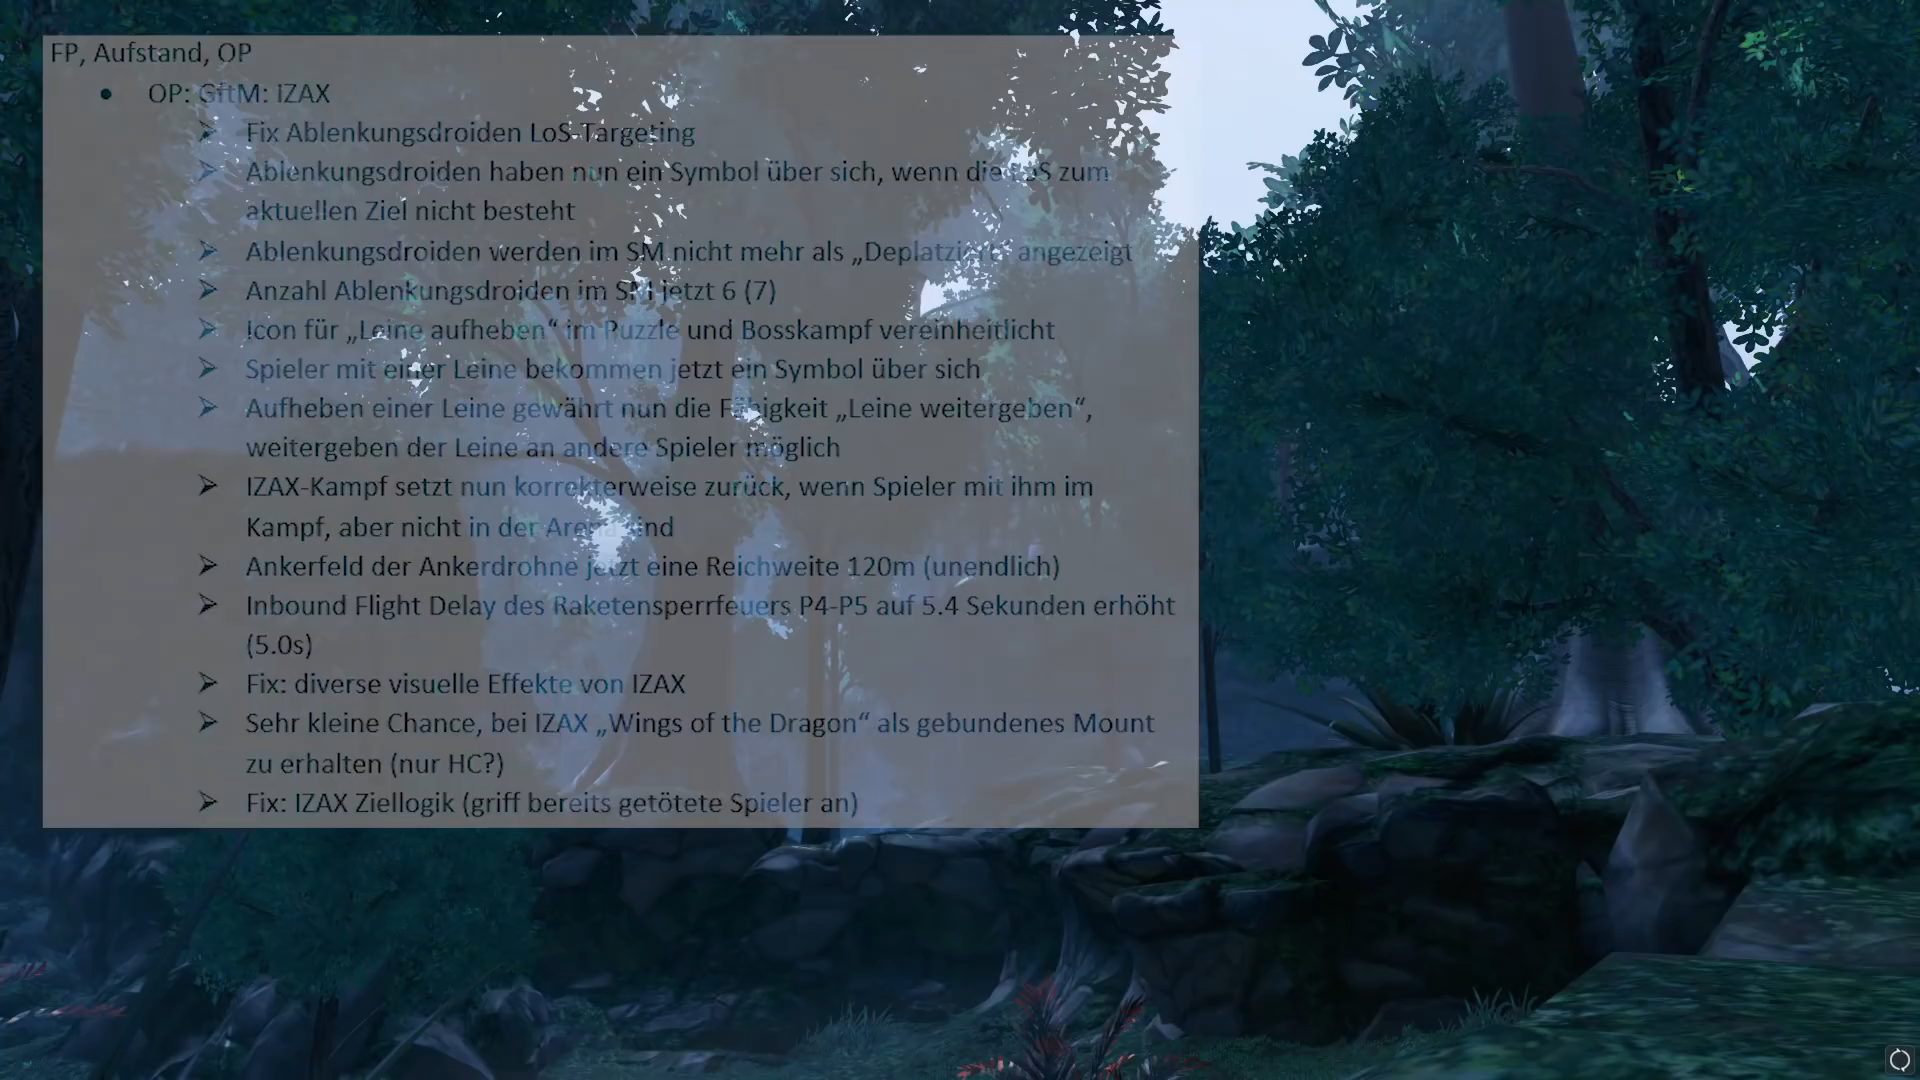 FP, Aufstand, OP
• OP: GftM: IZAX
➢ Fix Ablenkungsdroiden LoS-Targeting
➢ Ablenkungsdroiden haben nun ein Symbol über sich, wenn die LoS zum
aktuellen Ziel nicht besteht
➢ Ablenkungsdroiden werden im SM nicht mehr als „Deplatziert“ angezeigt
➢ Anzahl Ablenkungsdroiden im SM jetzt 6 (7)
➢ Icon für „Leine aufheben“ im Puzzle und Bosskampf vereinheitlicht
➢ Spieler mit einer Leine bekommen jetzt ein Symbol über sich
➢ Aufheben einer Leine gewährt nun die Fähigkeit „Leine weitergeben“,
weitergeben der Leine an andere Spieler möglich
➢ IZAX-Kampf setzt nun korrekterweise zurück, wenn Spieler mit ihm im
Kampf, aber nicht in der Arena sind
➢ Ankerfeld der Ankerdrohne jetzt eine Reichweite 120m (unendlich)
➢ Inbound Flight Delay des Raketensperrfeuers P4-P5 auf 5.4 Sekunden erhöht
(5.0s)
➢ Fix: diverse visuelle Effekte von IZAX
➢ Sehr kleine Chance, bei IZAX „Wings of the Dragon“ als gebundenes Mount
zu erhalten (nur HC?)
➢ Fix: IZAX Ziellogik (griff bereits getötete Spieler an)